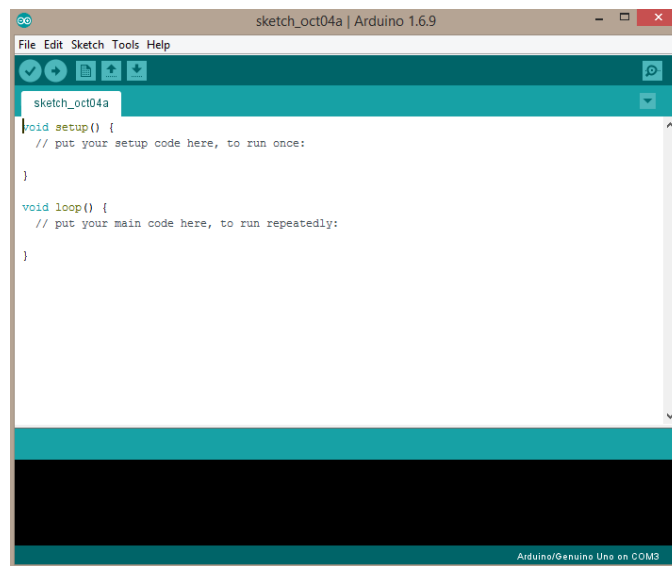 sketch_oct04a | Arduino 1.6.9
File Edit Sketch Tools Help
sketch_oct04a
void setup() {
  // put your setup code here, to run once:
}
void loop() {
  // put your main code here, to run repeatedly:
}
Arduino/Genuino Uno on COM3